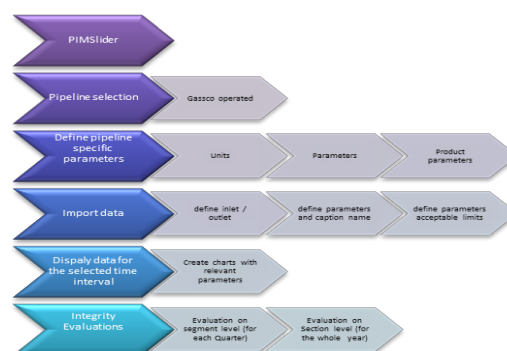 PIMSlider
Pipeline selection
Gassco operated
Define pipeline
specific
parameters
Units
Parameters
Product
parameters
Import data
define inlet /
outlet
define parameters
and caption name
define parameters
acceptable limits
Dispaly data for
the selected time
interval
Create charts with
relevant
parameters
Integrity
Evaluations
Evaluation on
segment level (for
each Quarter)
Evaluation on
Section level (for
the whole year)